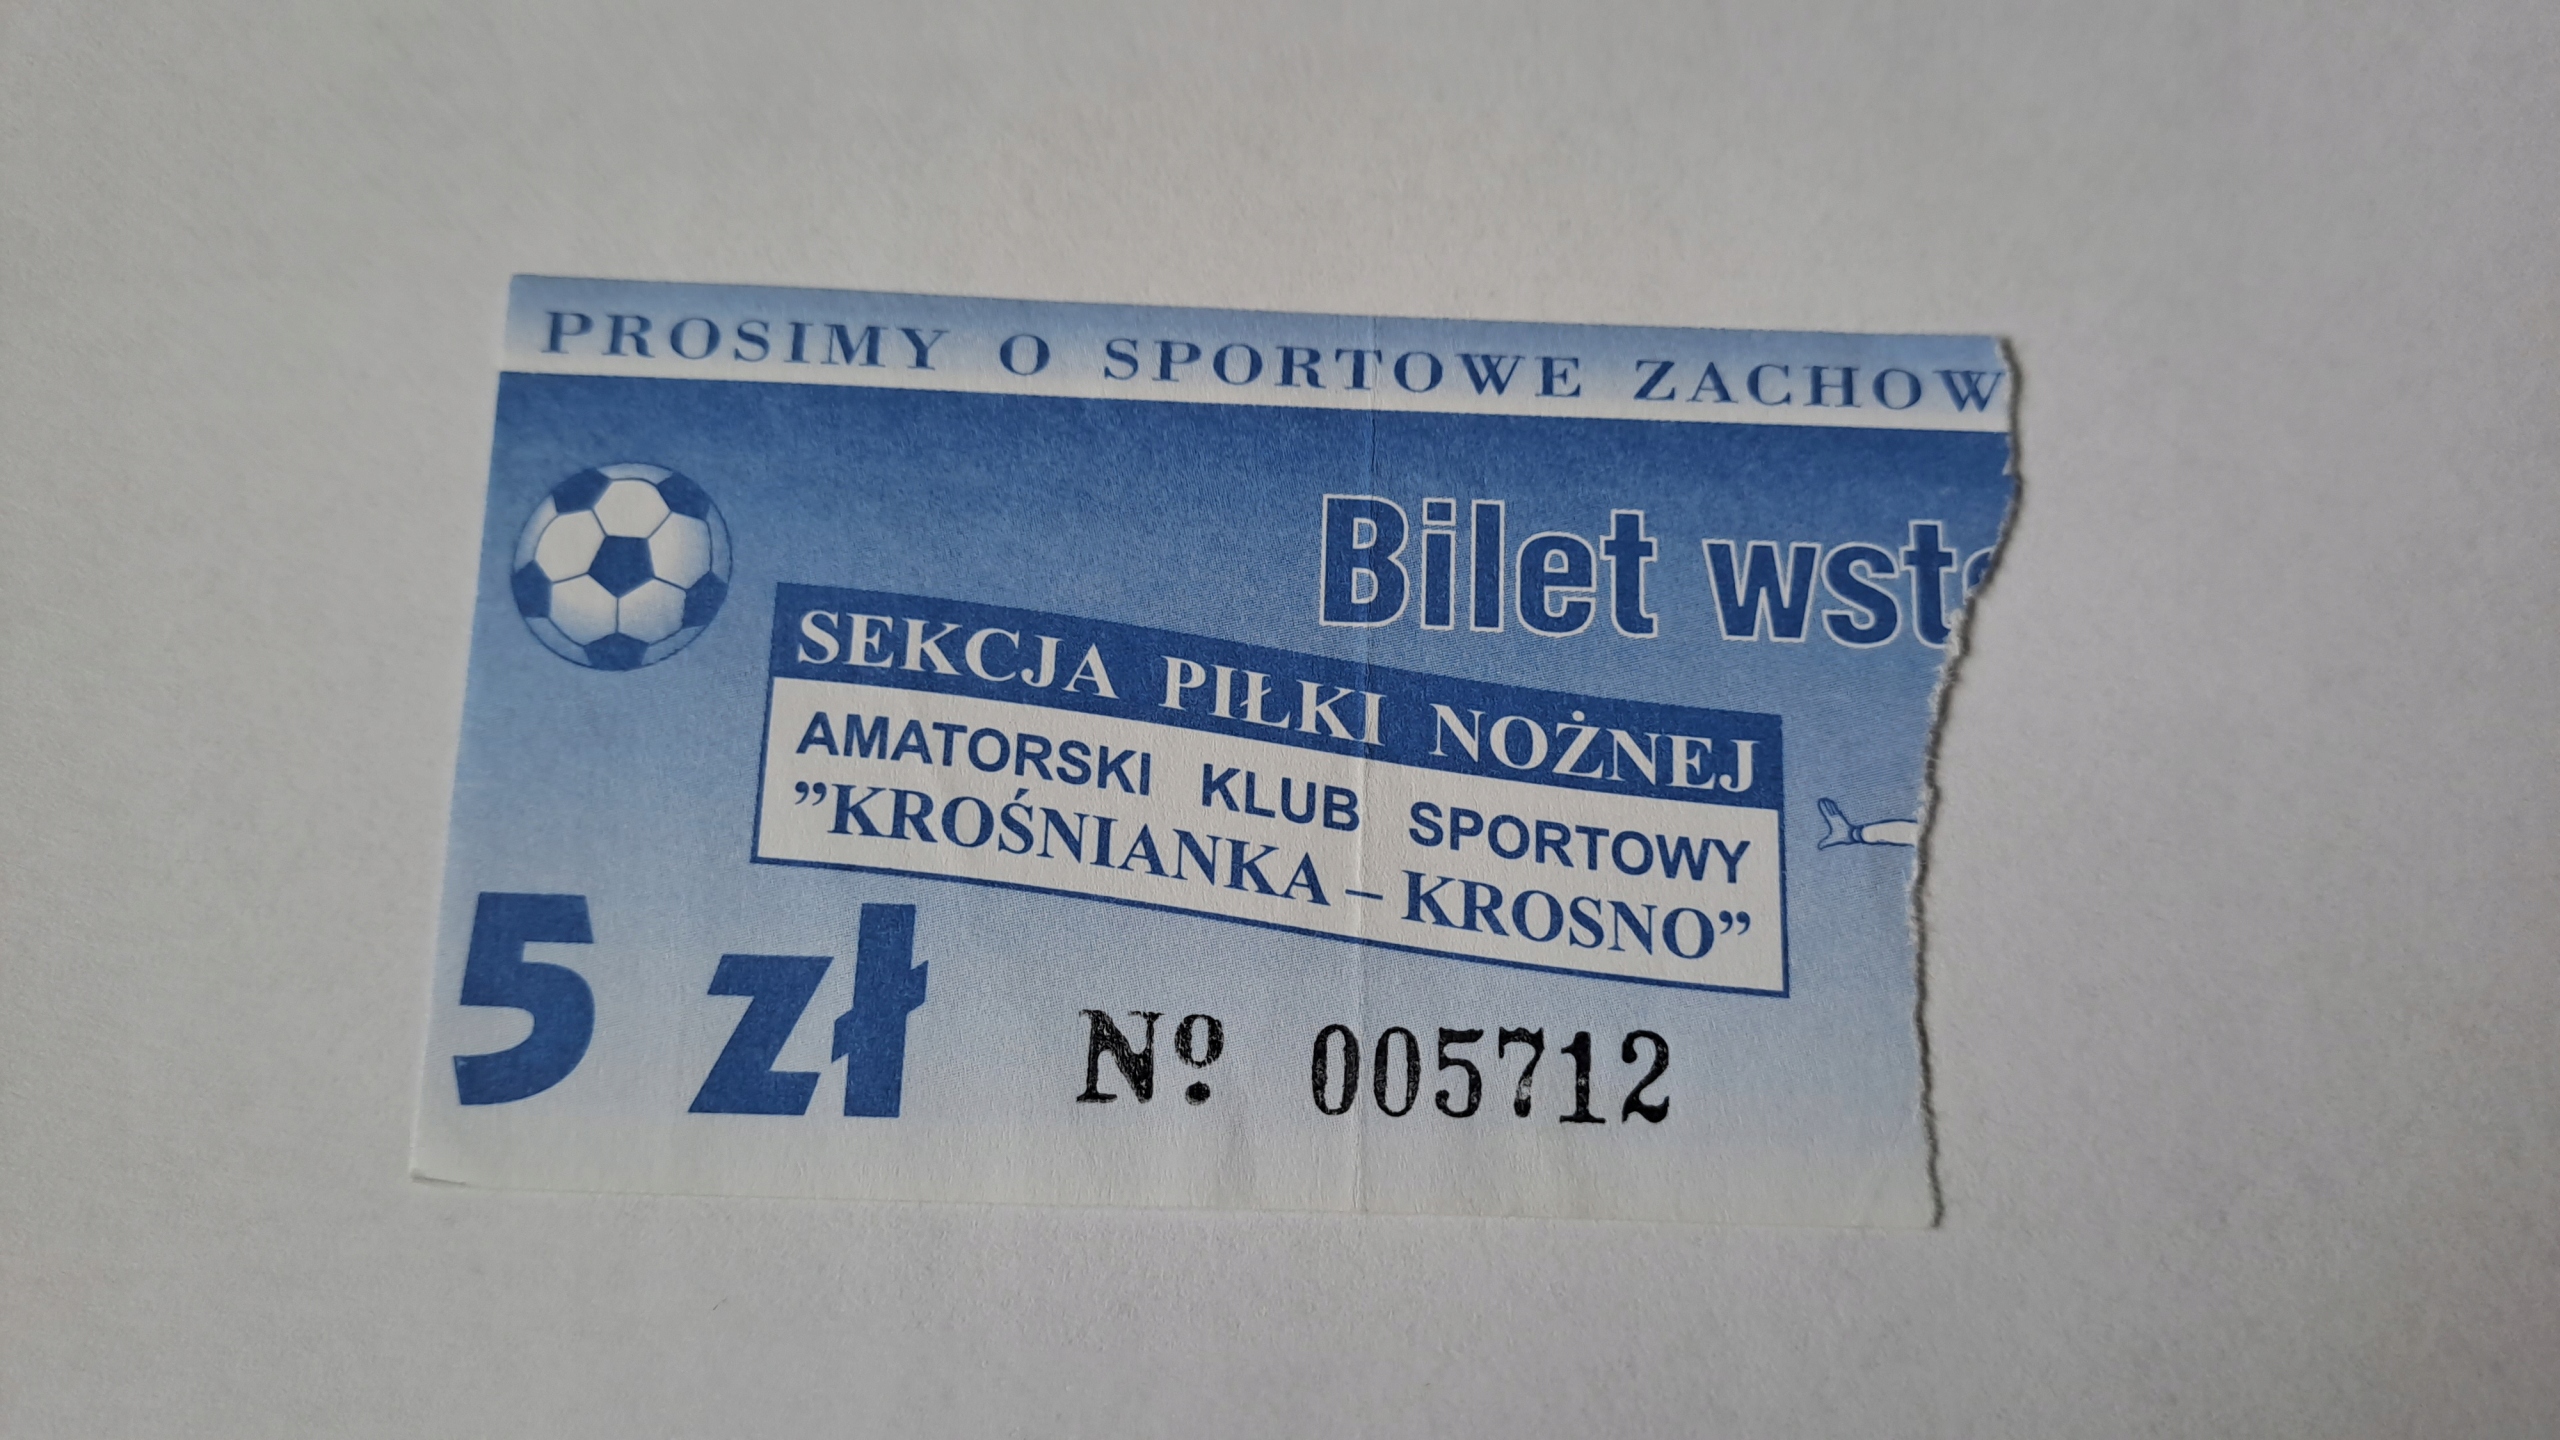 PROSIMY O SPORTOWE ZACHOW
Bilet wst
SEKCJA PIŁKI NOŻNEJ
AMATORSKI KLUB SPORTOWY
”KROŚNIANKA – KROSNO”
5 zł
Nº 005712